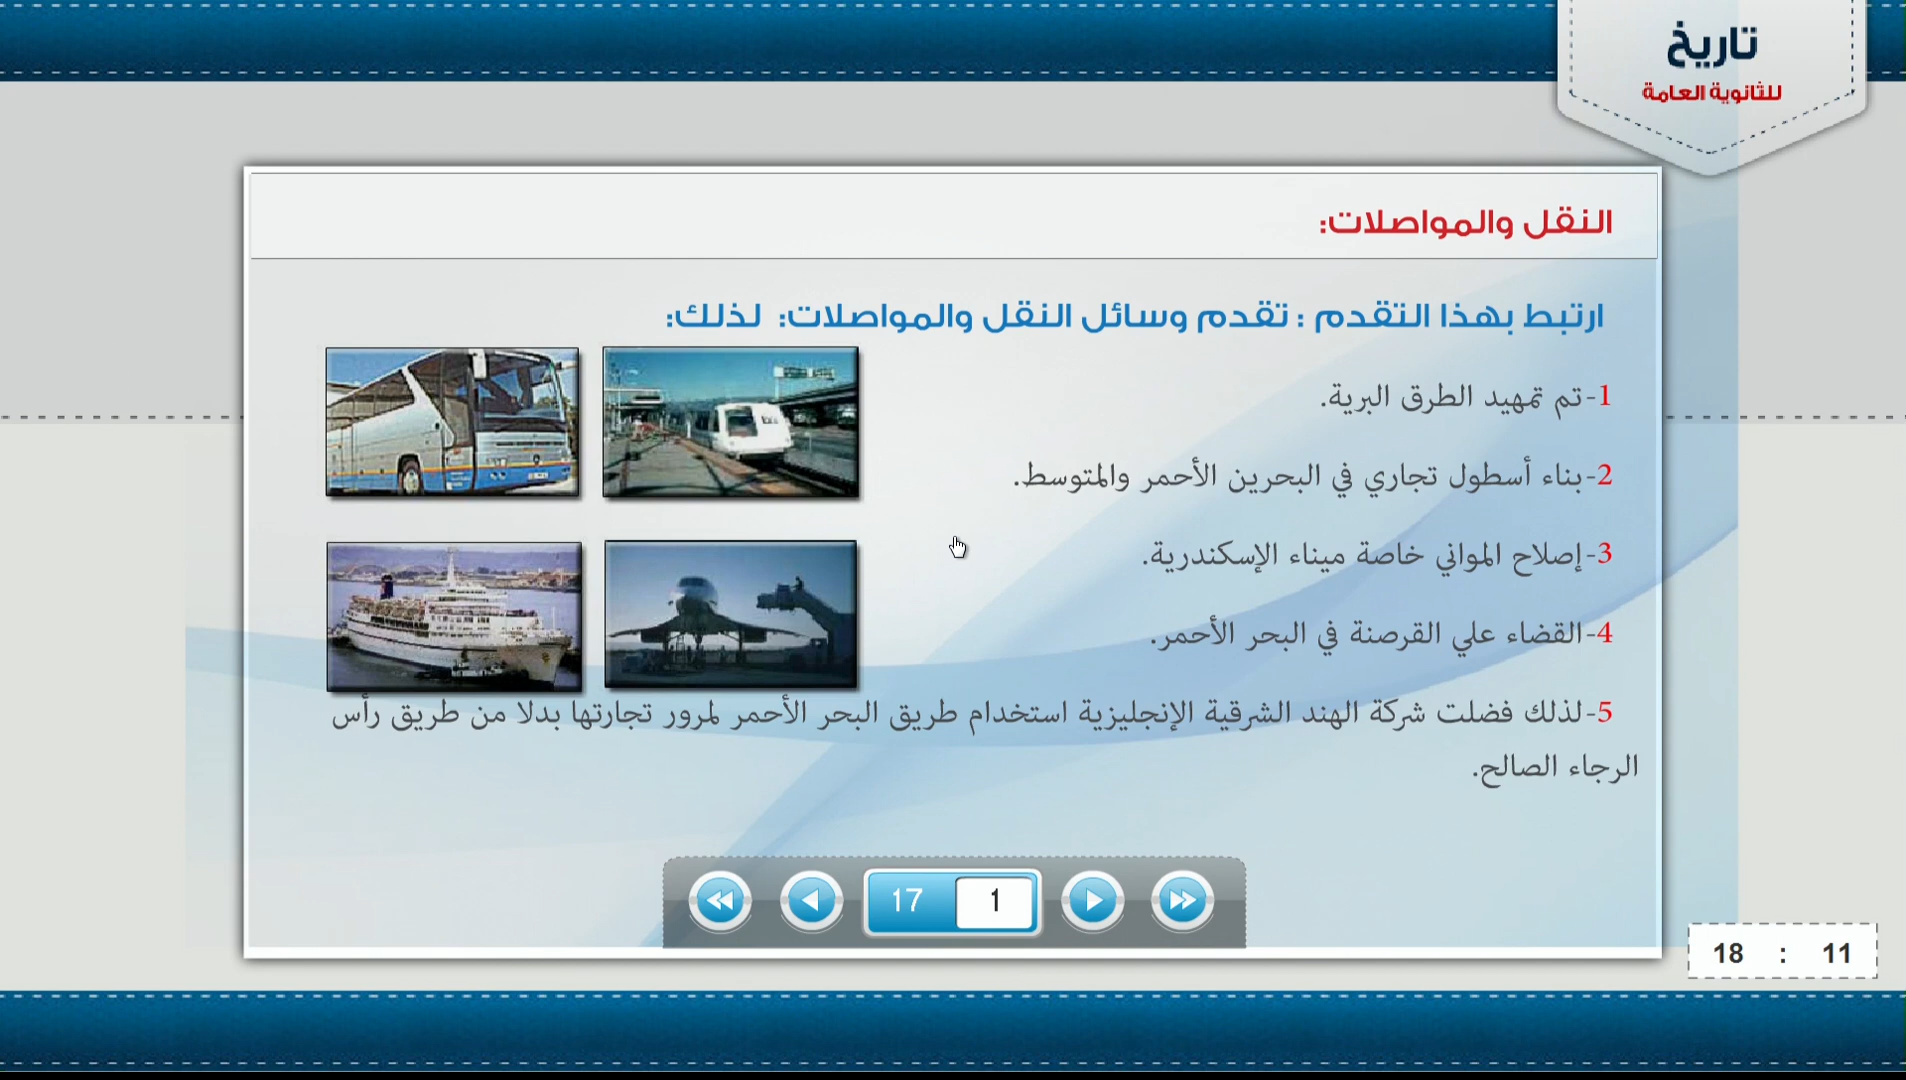 تاريخ
للثانوية العامة
النقل والمواصلات:
ارتبط بهذا التقدم : تقدم وسائل النقل والمواصلات: لذلك:
1-تم تمهيد الطرق البرية.
2-بناء أسطول تجاري في البحرين الأحمر والمتوسط.
3-إصلاح المواني خاصة ميناء الإسكندرية.
4-القضاء علي القرصنة في البحر الأحمر.
5-لذلك فضلت شركة الهند الشرقية الإنجليزية استخدام طريق البحر الأحمر لمرور تجارتها بدلا من طريق رأس
الرجاء الصالح.
17 1
18 : 11